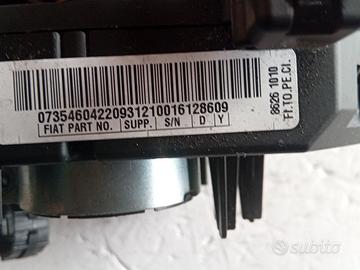 07354604220931210016128609
FIAT PART NO. SUPP. S/N D Y
8626 1010
FI.TO.PE.CI.
subito